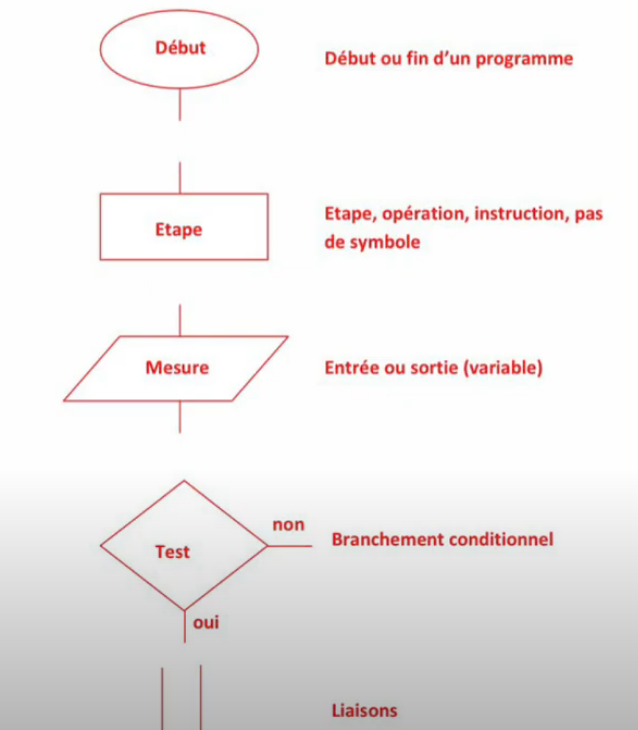 Début
Début ou fin d'un programme
Etape
Etape, opération, instruction, pas
de symbole
Mesure
Entrée ou sortie (variable)
Test
non
Branchement conditionnel
oui
Liaisons